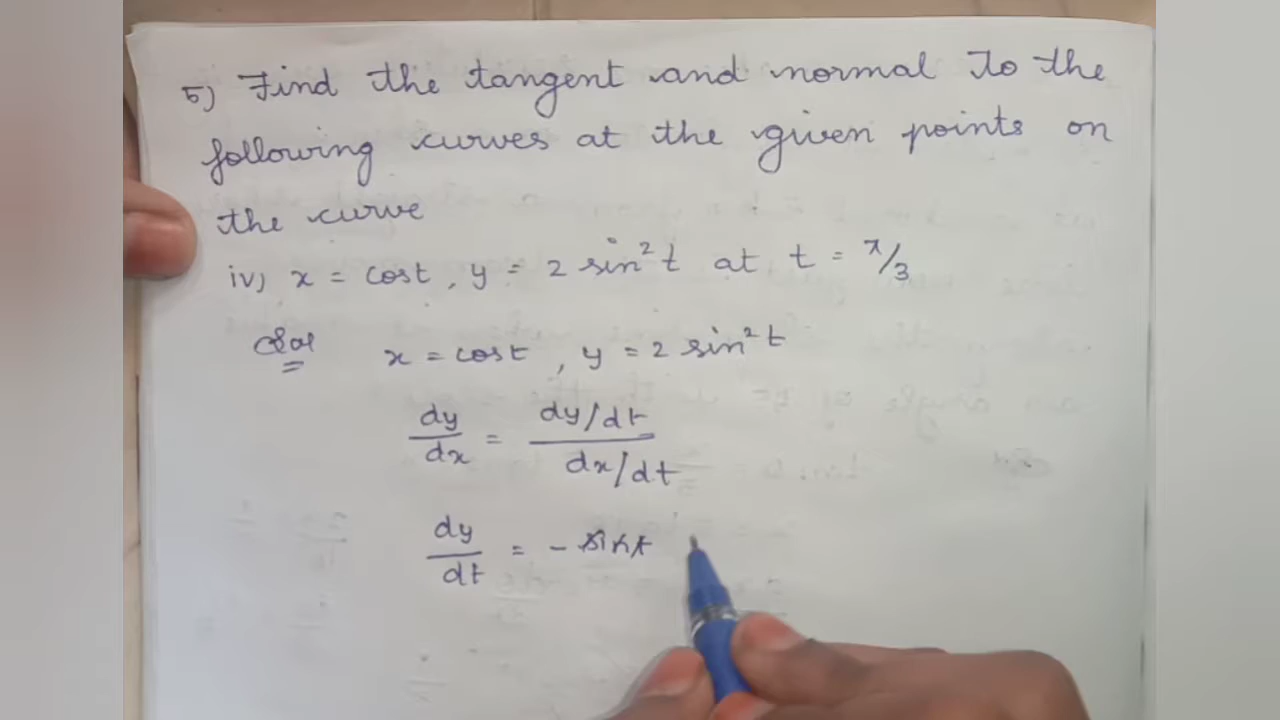 5) Find the tangent and normal to the
following curves at the given points on
the curve
iv) x = cost, y = 2 sin²t at t = π/3
Sol x = cost, y = 2 sin²t
dy/dx = (dy/dt)/(dx/dt)
dy/dt = - sint